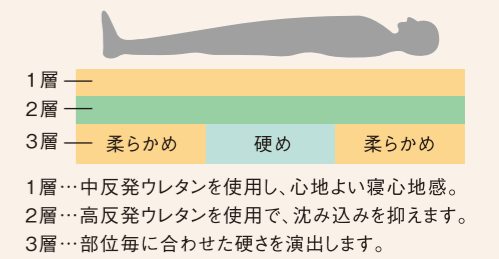 1層
2層
3層 柔らかめ 硬め 柔らかめ
1層…中反発ウレタンを使用し、心地よい寝心地感。
2層…高反発ウレタンを使用で、沈み込みを抑えます。
3層…部位毎に合わせた硬さを演出します。